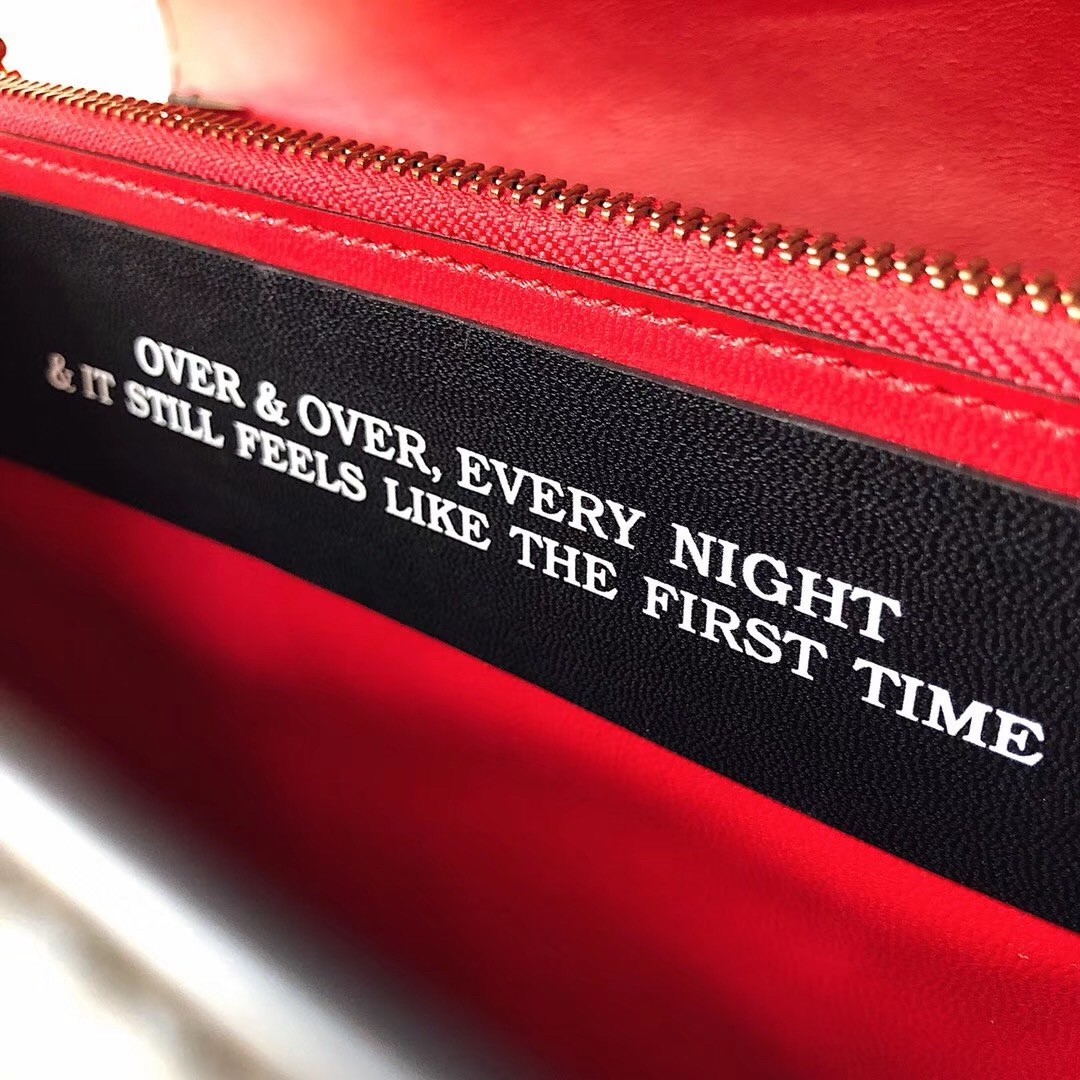 OVER & OVER, EVERY NIGHT
& IT STILL FEELS LIKE THE FIRST TIME